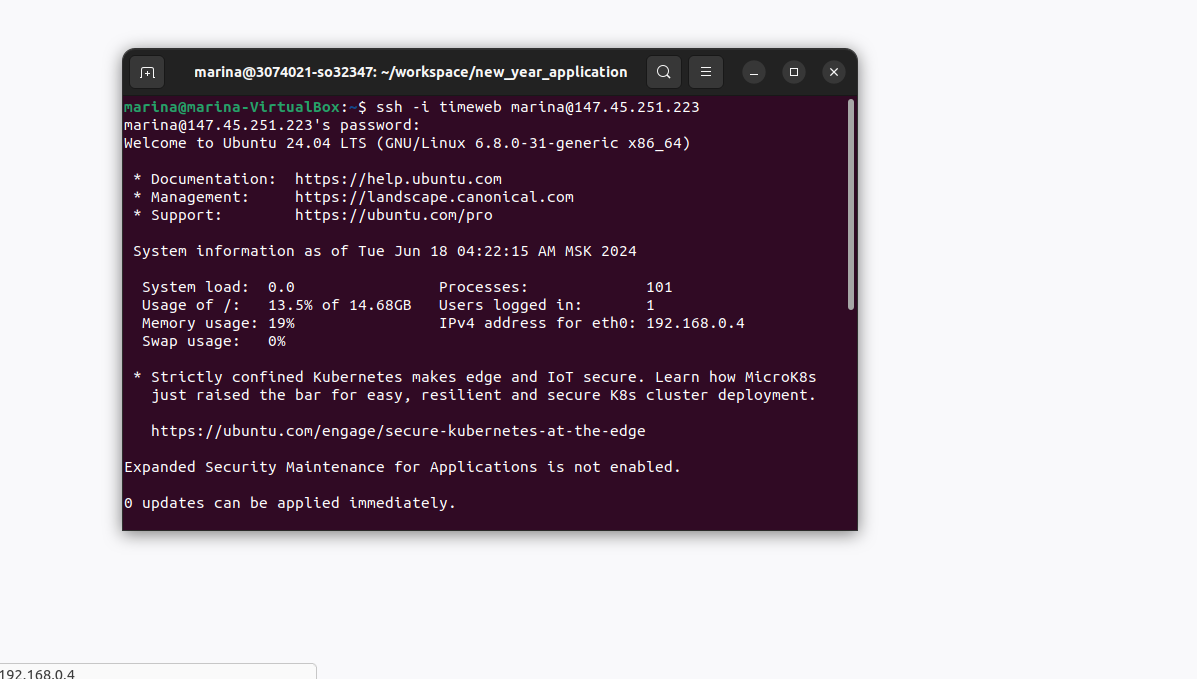 marina@3074021-so32347: ~/workspace/new_year_application
marina@marina-VirtualBox:~$ ssh -i timeweb marina@147.45.251.223
marina@147.45.251.223's password:
Welcome to Ubuntu 24.04 LTS (GNU/Linux 6.8.0-31-generic x86_64)
* Documentation:  https://help.ubuntu.com
* Management:     https://landscape.canonical.com
* Support:        https://ubuntu.com/pro
System information as of Tue Jun 18 04:22:15 AM MSK 2024
System load:  0.0                Processes:             101
Usage of /:   13.5% of 14.68GB   Users logged in:       1
Memory usage: 19%                IPv4 address for eth0: 192.168.0.4
Swap usage:   0%
* Strictly confined Kubernetes makes edge and IoT secure. Learn how MicroK8s
just raised the bar for easy, resilient and secure K8s cluster deployment.
https://ubuntu.com/engage/secure-kubernetes-at-the-edge
Expanded Security Maintenance for Applications is not enabled.
0 updates can be applied immediately.
192.168.0.4